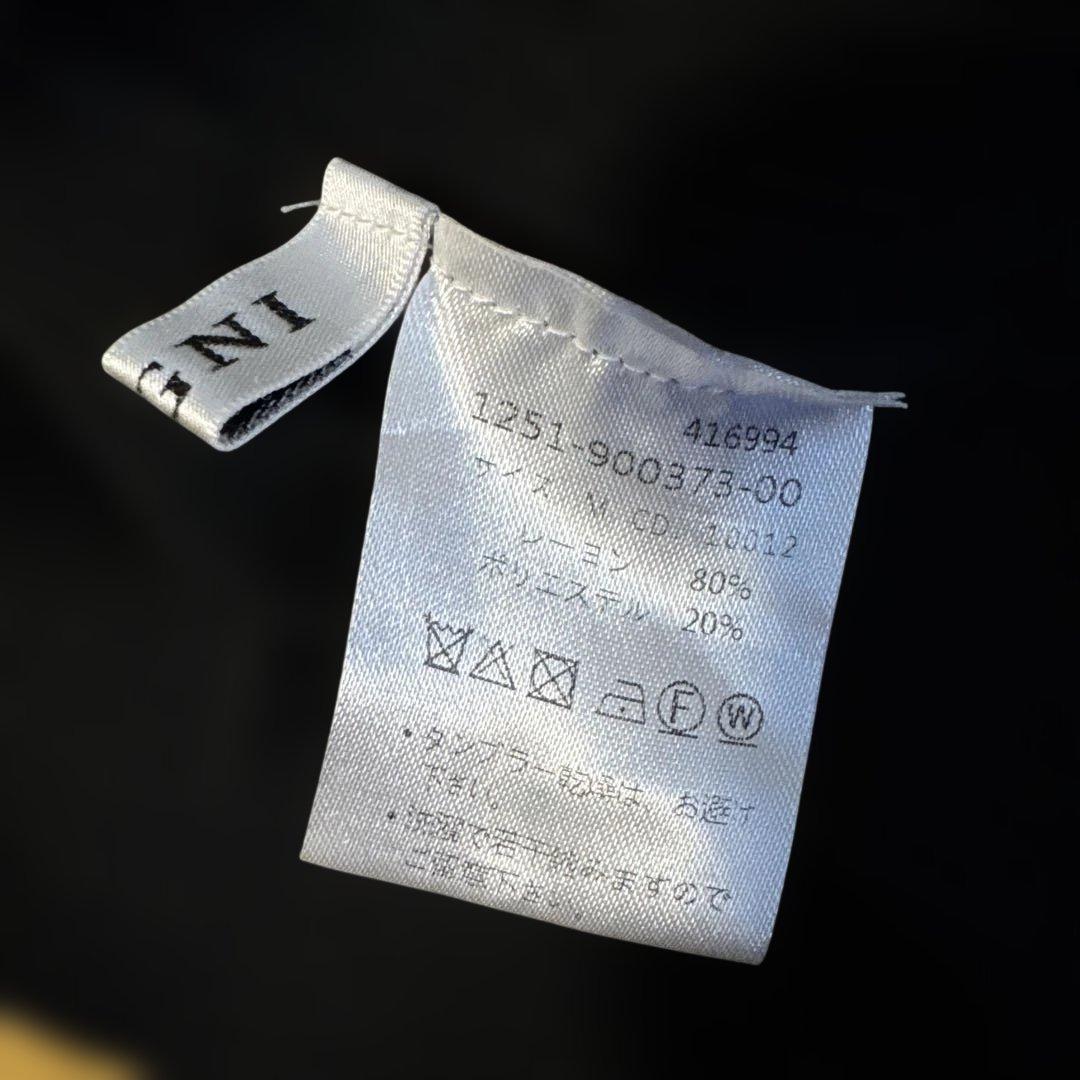 NI
416994
1251-900373-00
サイズ M CD. 10012
レーヨン 80%
ポリエステル 20%
F W
・タンブラー乾燥は、お避け
下さい。
・洗濯で若干縮みますので
ご留意下さい。